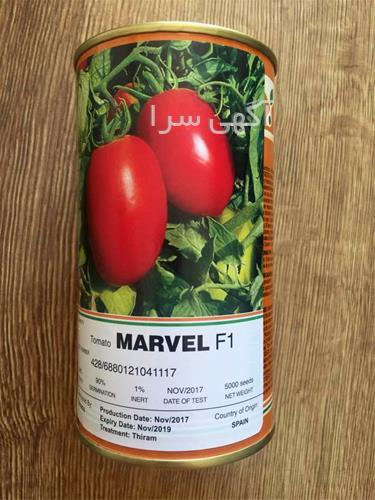 آگهی سرا
Tomato MARVEL F1
428/6880121041117
90% 1% NOV/2017 5000 seeds
GERMINATION INERT DATE OF TEST NET WEIGHT
Production Date: Nov/2017 Country of Origin
Expiry Date: Nov/2019 SPAIN
Treatment: Thiram